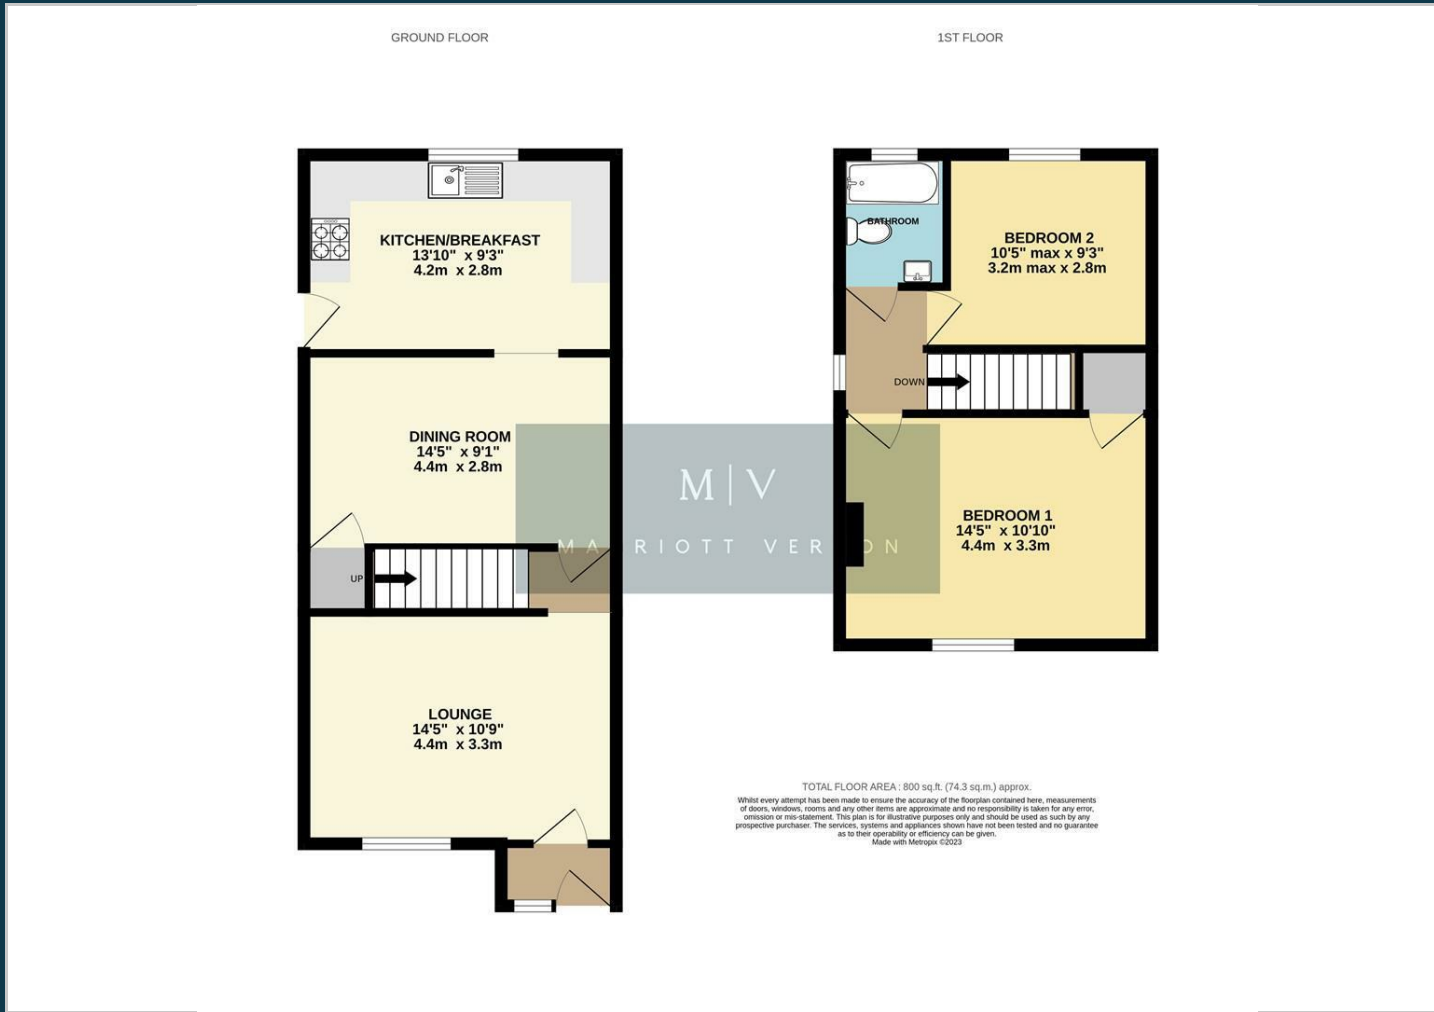 GROUND FLOOR
1ST FLOOR
KITCHEN/BREAKFAST
13'10" x 9'3"
4.2m x 2.8m
DINING ROOM
14'5" x 9'1"
4.4m x 2.8m
UP
LOUNGE
14'5" x 10'9"
4.4m x 3.3m
BATHROOM
BEDROOM 2
10'5" max x 9'3"
3.2m max x 2.8m
DOWN
BEDROOM 1
14'5" x 10'10"
4.4m x 3.3m
M|V
MARRIOTT VERNON
TOTAL FLOOR AREA : 800 sq.ft. (74.3 sq.m.) approx.
Whilst every attempt has been made to ensure the accuracy of the floorplan contained here, measurements
of doors, windows, rooms and any other items are approximate and no responsibility is taken for any error,
omission or mis-statement. This plan is for illustrative purposes only and should be used as such by any
prospective purchaser. The services, systems and appliances shown have not been tested and no guarantee
as to their operability or efficiency can be given.
Made with Metropix ©2023